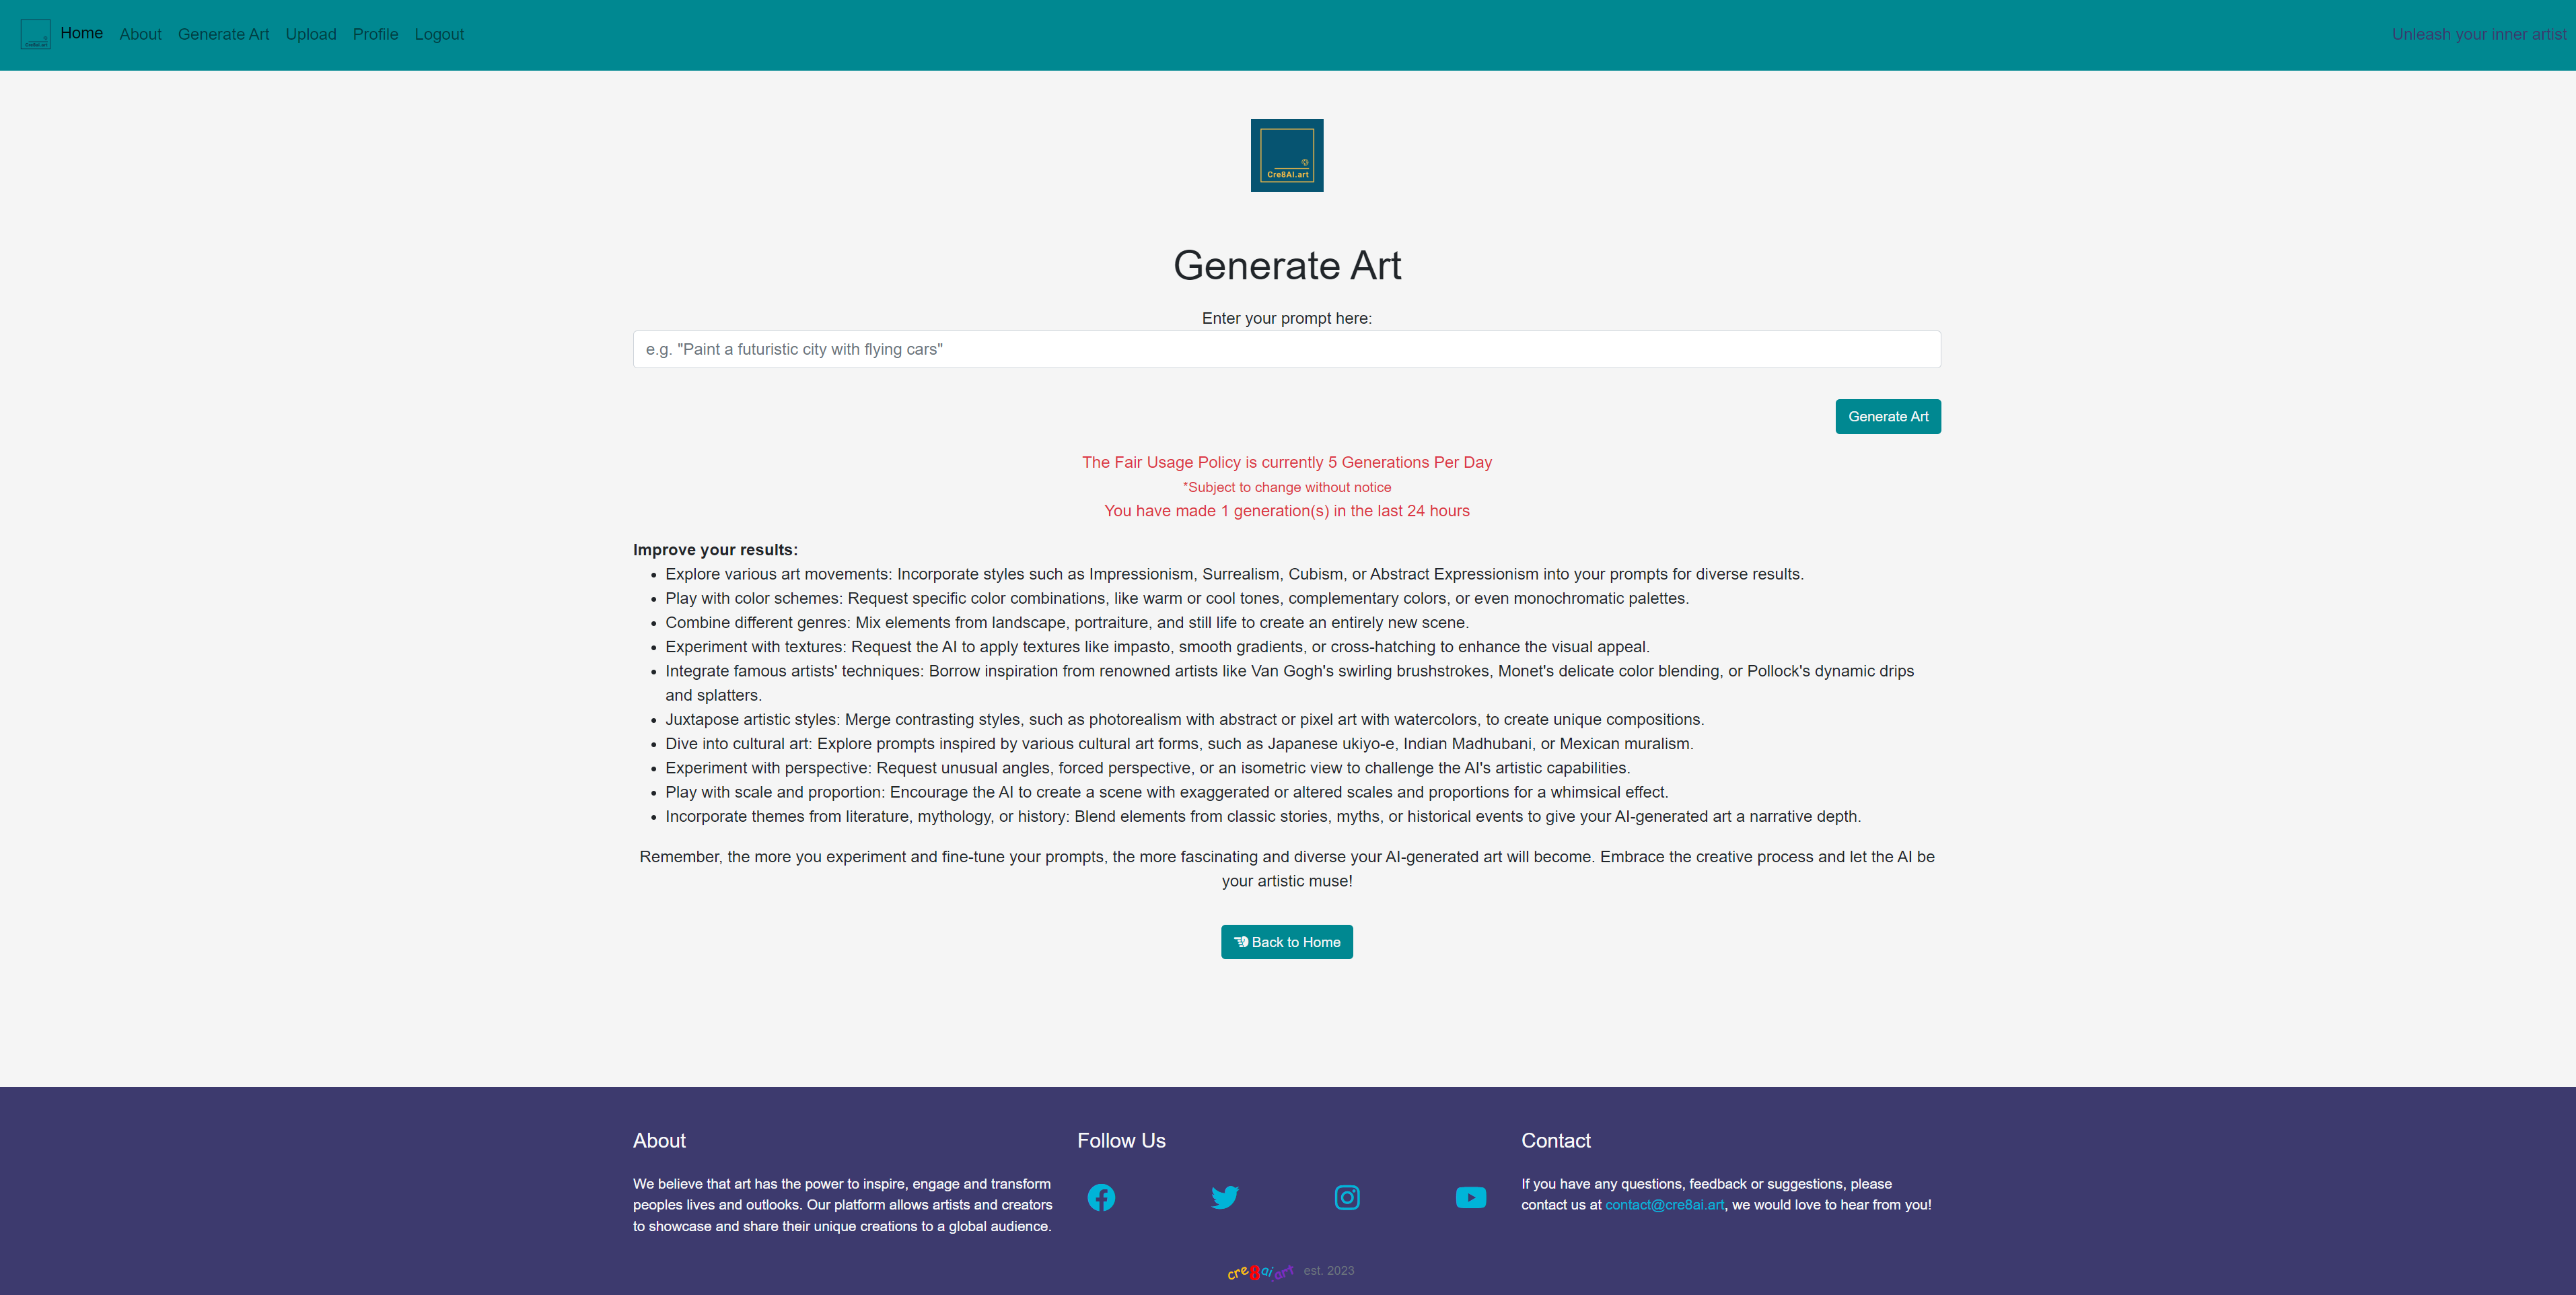 Cre8AI.art
Home
About
Generate Art
Upload
Profile
Logout
Unleash your inner artist
Cre8AI.art
Generate Art
Enter your prompt here:
e.g. "Paint a futuristic city with flying cars"
Generate Art
The Fair Usage Policy is currently 5 Generations Per Day
*Subject to change without notice
You have made 1 generation(s) in the last 24 hours
Improve your results:
• Explore various art movements: Incorporate styles such as Impressionism, Surrealism, Cubism, or Abstract Expressionism into your prompts for diverse results.
• Play with color schemes: Request specific color combinations, like warm or cool tones, complementary colors, or even monochromatic palettes.
• Combine different genres: Mix elements from landscape, portraiture, and still life to create an entirely new scene.
• Experiment with textures: Request the AI to apply textures like impasto, smooth gradients, or cross-hatching to enhance the visual appeal.
• Integrate famous artists' techniques: Borrow inspiration from renowned artists like Van Gogh's swirling brushstrokes, Monet's delicate color blending, or Pollock's dynamic drips
and splatters.
• Juxtapose artistic styles: Merge contrasting styles, such as photorealism with abstract or pixel art with watercolors, to create unique compositions.
• Dive into cultural art: Explore prompts inspired by various cultural art forms, such as Japanese ukiyo-e, Indian Madhubani, or Mexican muralism.
• Experiment with perspective: Request unusual angles, forced perspective, or an isometric view to challenge the AI's artistic capabilities.
• Play with scale and proportion: Encourage the AI to create a scene with exaggerated or altered scales and proportions for a whimsical effect.
• Incorporate themes from literature, mythology, or history: Blend elements from classic stories, myths, or historical events to give your AI-generated art a narrative depth.
Remember, the more you experiment and fine-tune your prompts, the more fascinating and diverse your AI-generated art will become. Embrace the creative process and let the AI be
your artistic muse!
Back to Home
About
We believe that art has the power to inspire, engage and transform
peoples lives and outlooks. Our platform allows artists and creators
to showcase and share their unique creations to a global audience.
Follow Us
Contact
If you have any questions, feedback or suggestions, please
contact us at contact@cre8ai.art, we would love to hear from you!
cre8ai.art est. 2023